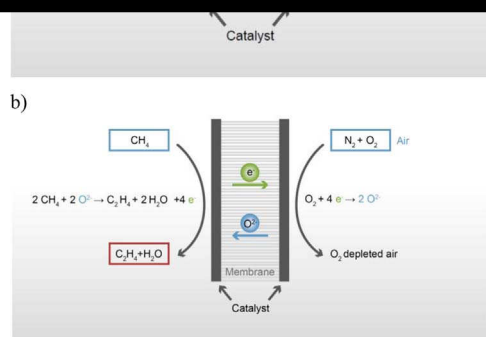 Catalyst
b)
CH₄
N₂ + O₂ Air
e⁻
2 CH₄ + 2 O²⁻ → C₂H₄ + 2 H₂O +4 e⁻
O₂ + 4 e⁻ → 2 O²⁻
O²⁻
C₂H₄+H₂O
O₂ depleted air
Membrane
Catalyst